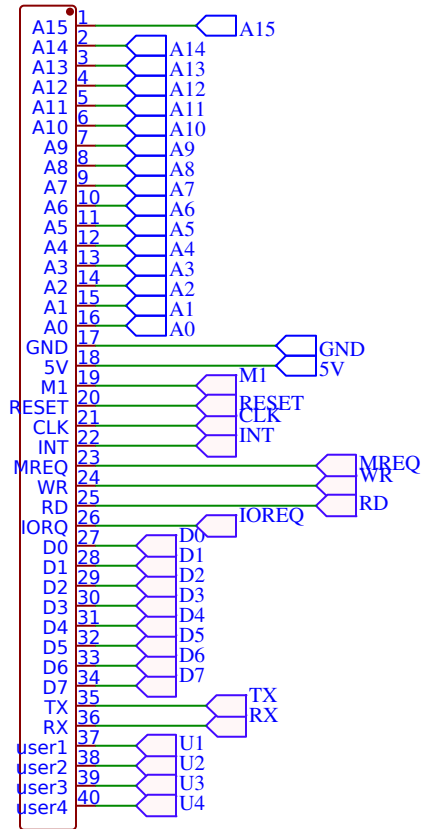 A15 1 A15
A14 2 A14
A13 3 A13
A12 4 A12
A11 5 A11
A10 6 A10
A9 7 A9
A8 8 A8
A7 9 A7
A6 10 A6
A5 11 A5
A4 12 A4
A3 13 A3
A2 14 A2
A1 15 A1
A0 16 A0
GND 17 GND
5V 18 5V
M1 19 M1
RESET 20 RESET
CLK 21 CLK
INT 22 INT
MREQ 23 MREQ
WR 24 WR
RD 25 RD
IORQ 26 IOREQ
D0 27 D0
D1 28 D1
D2 29 D2
D3 30 D3
D4 31 D4
D5 32 D5
D6 33 D6
D7 34 D7
TX 35 TX
RX 36 RX
user1 37 U1
user2 38 U2
user3 39 U3
user4 40 U4